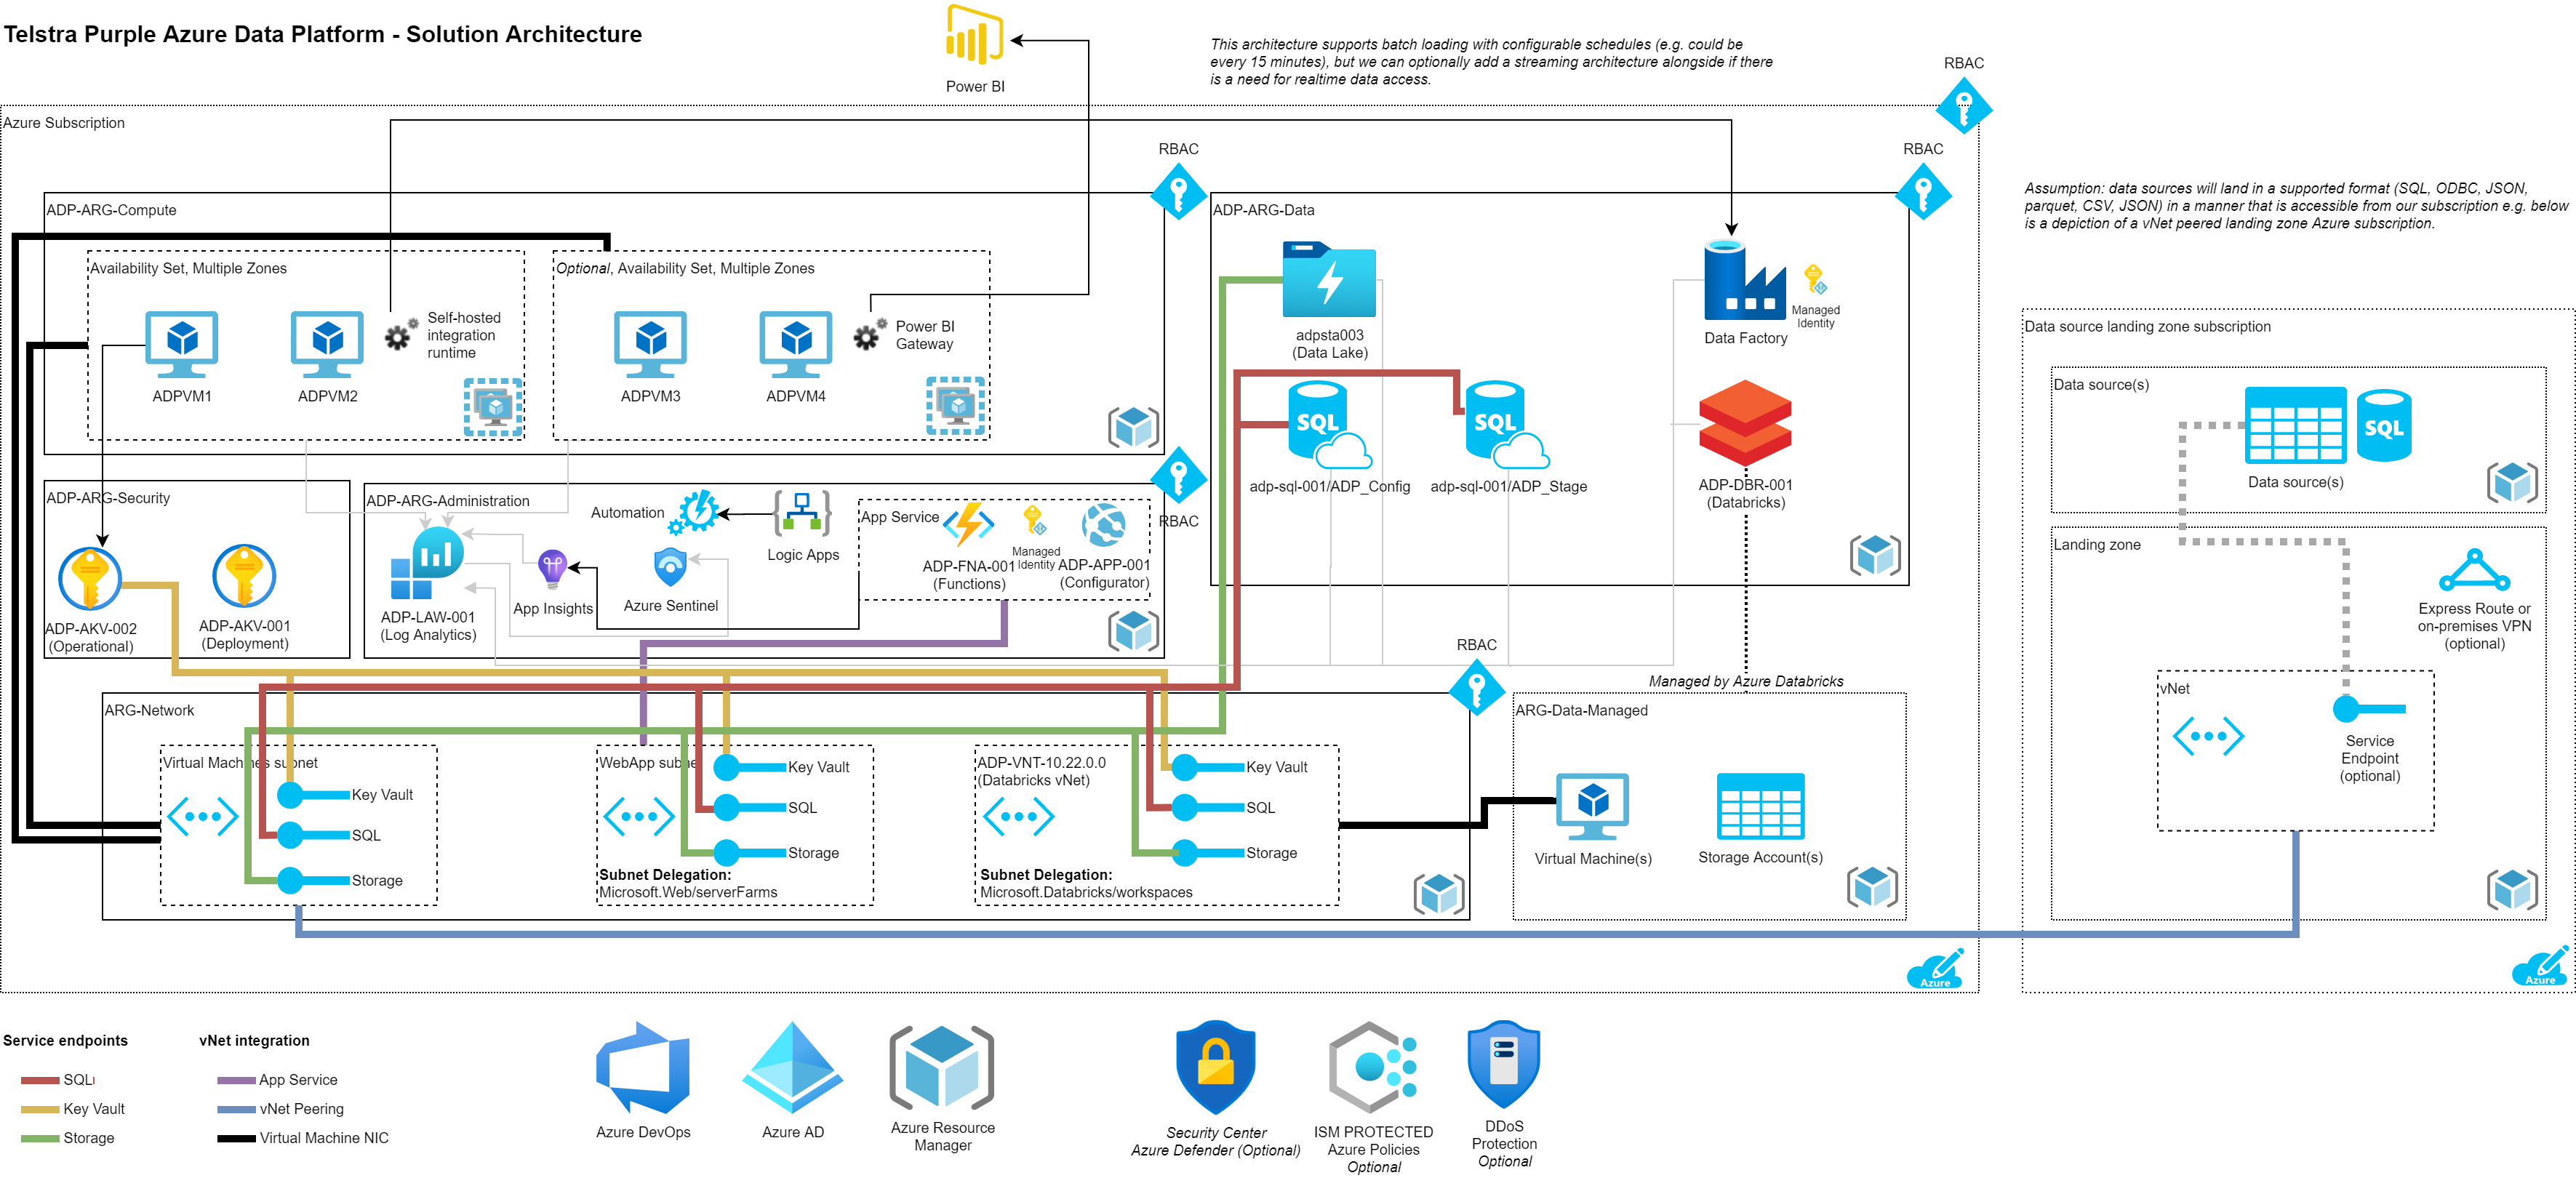 Telstra Purple Azure Data Platform - Solution Architecture
Power BI
This architecture supports batch loading with configurable schedules (e.g. could be
every 15 minutes), but we can optionally add a streaming architecture alongside if there
is a need for realtime data access.
RBAC
Azure Subscription
RBAC
RBAC
Assumption: data sources will land in a supported format (SQL, ODBC, JSON,
parquet, CSV, JSON) in a manner that is accessible from our subscription e.g. below
is a depiction of a vNet peered landing zone Azure subscription.
ADP-ARG-Compute
Availability Set, Multiple Zones
ADPVM1
ADPVM2
Self-hosted
integration
runtime
Optional, Availability Set, Multiple Zones
ADPVM3
ADPVM4
Power BI
Gateway
ADP-ARG-Data
adpsta003
(Data Lake)
Data Factory
Managed
Identity
SQL
adp-sql-001/ADP_Config
SQL
adp-sql-001/ADP_Stage
ADP-DBR-001
(Databricks)
Data source landing zone subscription
Data source(s)
SQL
Data source(s)
ADP-ARG-Security
ADP-AKV-002
(Operational)
ADP-AKV-001
(Deployment)
ADP-ARG-Administration
ADP-LAW-001
(Log Analytics)
App Insights
Automation
Azure Sentinel
Logic Apps
App Service
ADP-FNA-001
(Functions)
Managed
Identity
ADP-APP-001
(Configurator)
RBAC
Landing zone
Express Route or
on-premises VPN
(optional)
vNet
Service
Endpoint
(optional)
RBAC
Managed by Azure Databricks
ARG-Network
Virtual Machines subnet
Key Vault
SQL
Storage
WebApp subne
Key Vault
SQL
Storage
Subnet Delegation:
Microsoft.Web/serverFarms
ADP-VNT-10.22.0.0
(Databricks vNet)
Key Vault
SQL
Storage
Subnet Delegation:
Microsoft.Databricks/workspaces
ARG-Data-Managed
Virtual Machine(s)
Storage Account(s)
Azure
Azure
Service endpoints
SQL
Key Vault
Storage
vNet integration
App Service
vNet Peering
Virtual Machine NIC
Azure DevOps
Azure AD
Azure Resource
Manager
Security Center
Azure Defender (Optional)
ISM PROTECTED
Azure Policies
Optional
DDoS
Protection
Optional